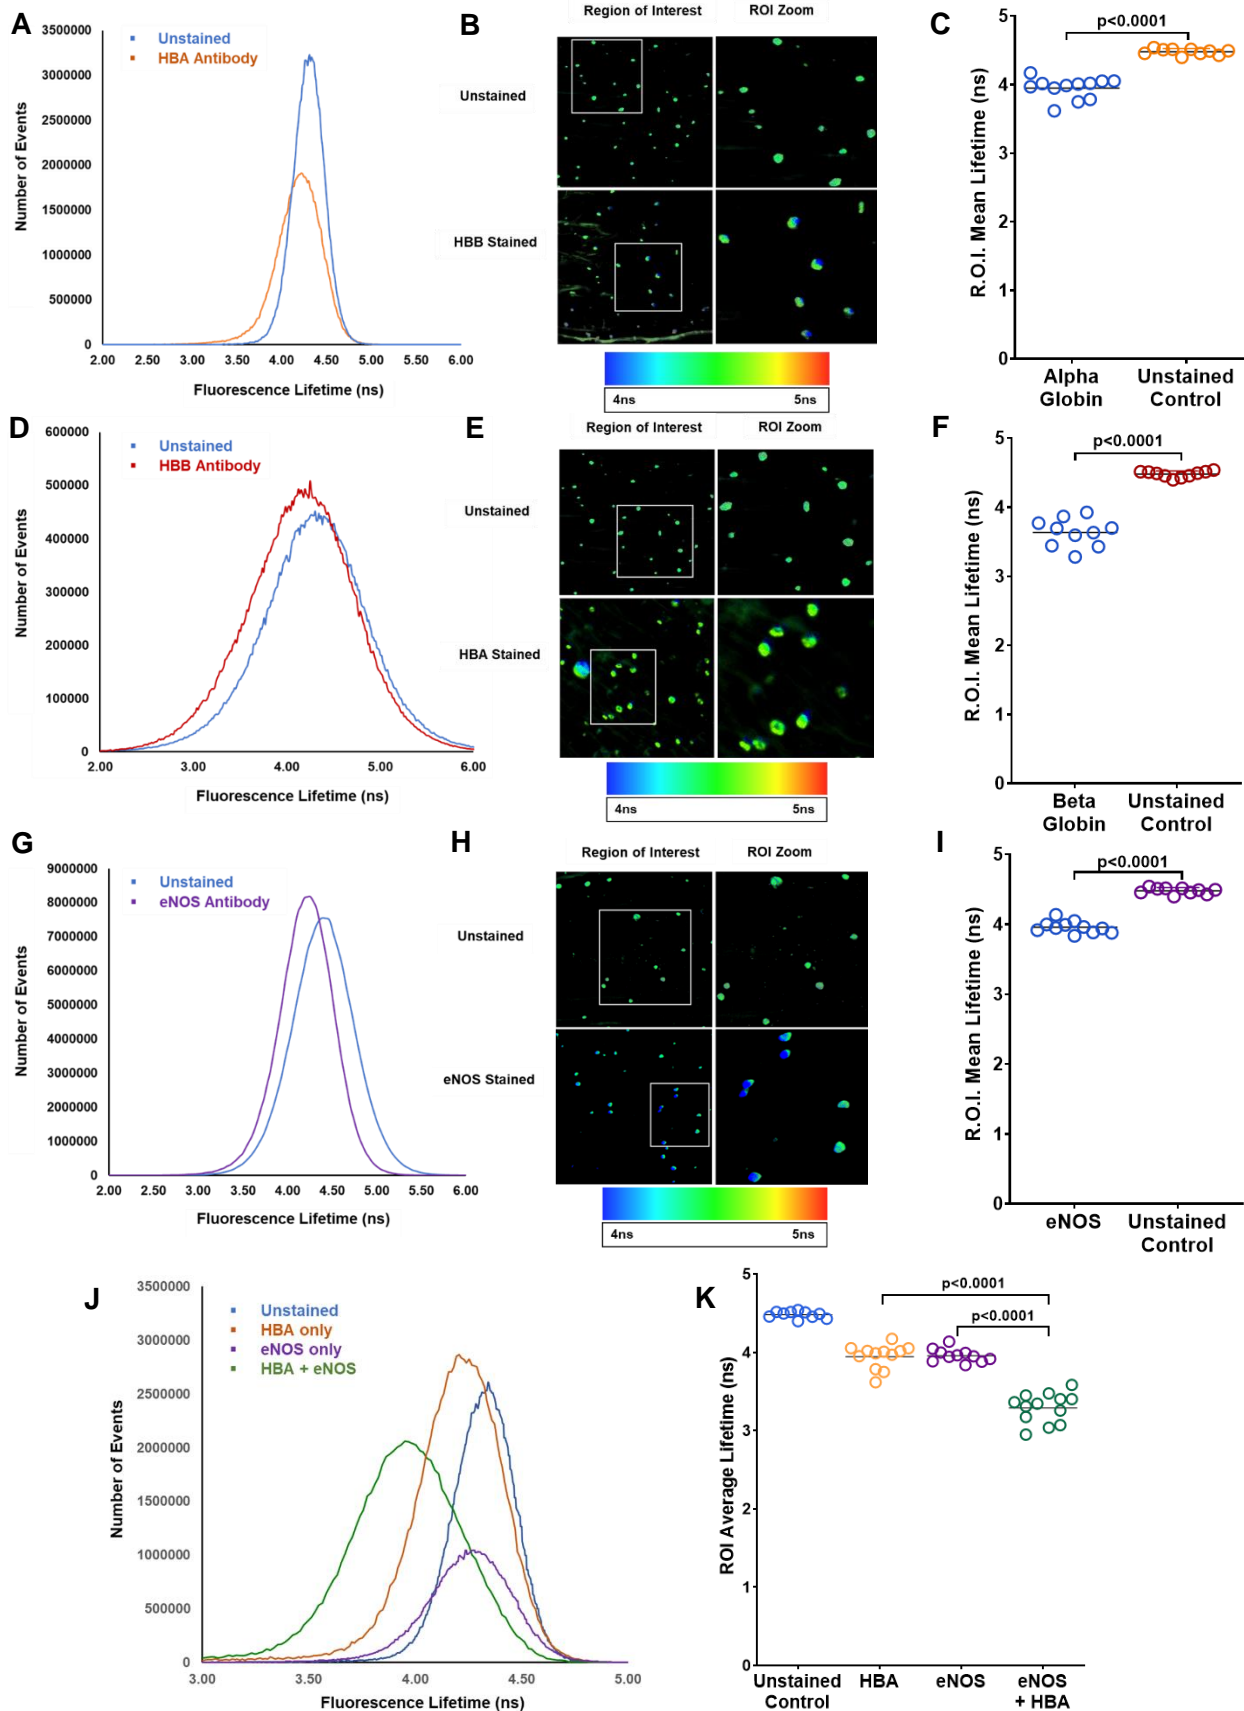 A
3500000
3000000
2500000
2000000
1500000
1000000
500000
0
Number of Events
Unstained
HBA Antibody
2.00 2.50 3.00 3.50 4.00 4.50 5.00 5.50 6.00
Fluorescence Lifetime (ns)
B
Region of Interest ROI Zoom
Unstained
HBB Stained
4ns 5ns
C
5
4
3
2
1
0
R.O.I. Mean Lifetime (ns)
p<0.0001
Alpha Unstained
Globin Control
D
600000
500000
400000
300000
200000
100000
0
Number of Events
Unstained
HBB Antibody
2.00 3.00 4.00 5.00 6.00
Fluorescence Lifetime (ns)
E
Region of Interest ROI Zoom
Unstained
HBA Stained
4ns 5ns
F
5
4
3
2
1
0
R.O.I. Mean Lifetime (ns)
p<0.0001
Beta Unstained
Globin Control
G
9000000
8000000
7000000
6000000
5000000
4000000
3000000
2000000
1000000
0
Number of Events
Unstained
eNOS Antibody
2.00 2.50 3.00 3.50 4.00 4.50 5.00 5.50 6.00
Fluorescence Lifetime (ns)
H
Region of Interest ROI Zoom
Unstained
eNOS Stained
4ns 5ns
I
5
4
3
2
1
0
R.O.I. Mean Lifetime (ns)
p<0.0001
eNOS Unstained
Control
J
3500000
3000000
2500000
2000000
1500000
1000000
500000
0
Number of Events
Unstained
HBA only
eNOS only
HBA + eNOS
3.00 3.50 4.00 4.50 5.00
Fluorescence Lifetime (ns)
K
5
4
3
2
1
0
ROI Average Lifetime (ns)
p<0.0001
p<0.0001
Unstained HBA eNOS eNOS
Control + HBA